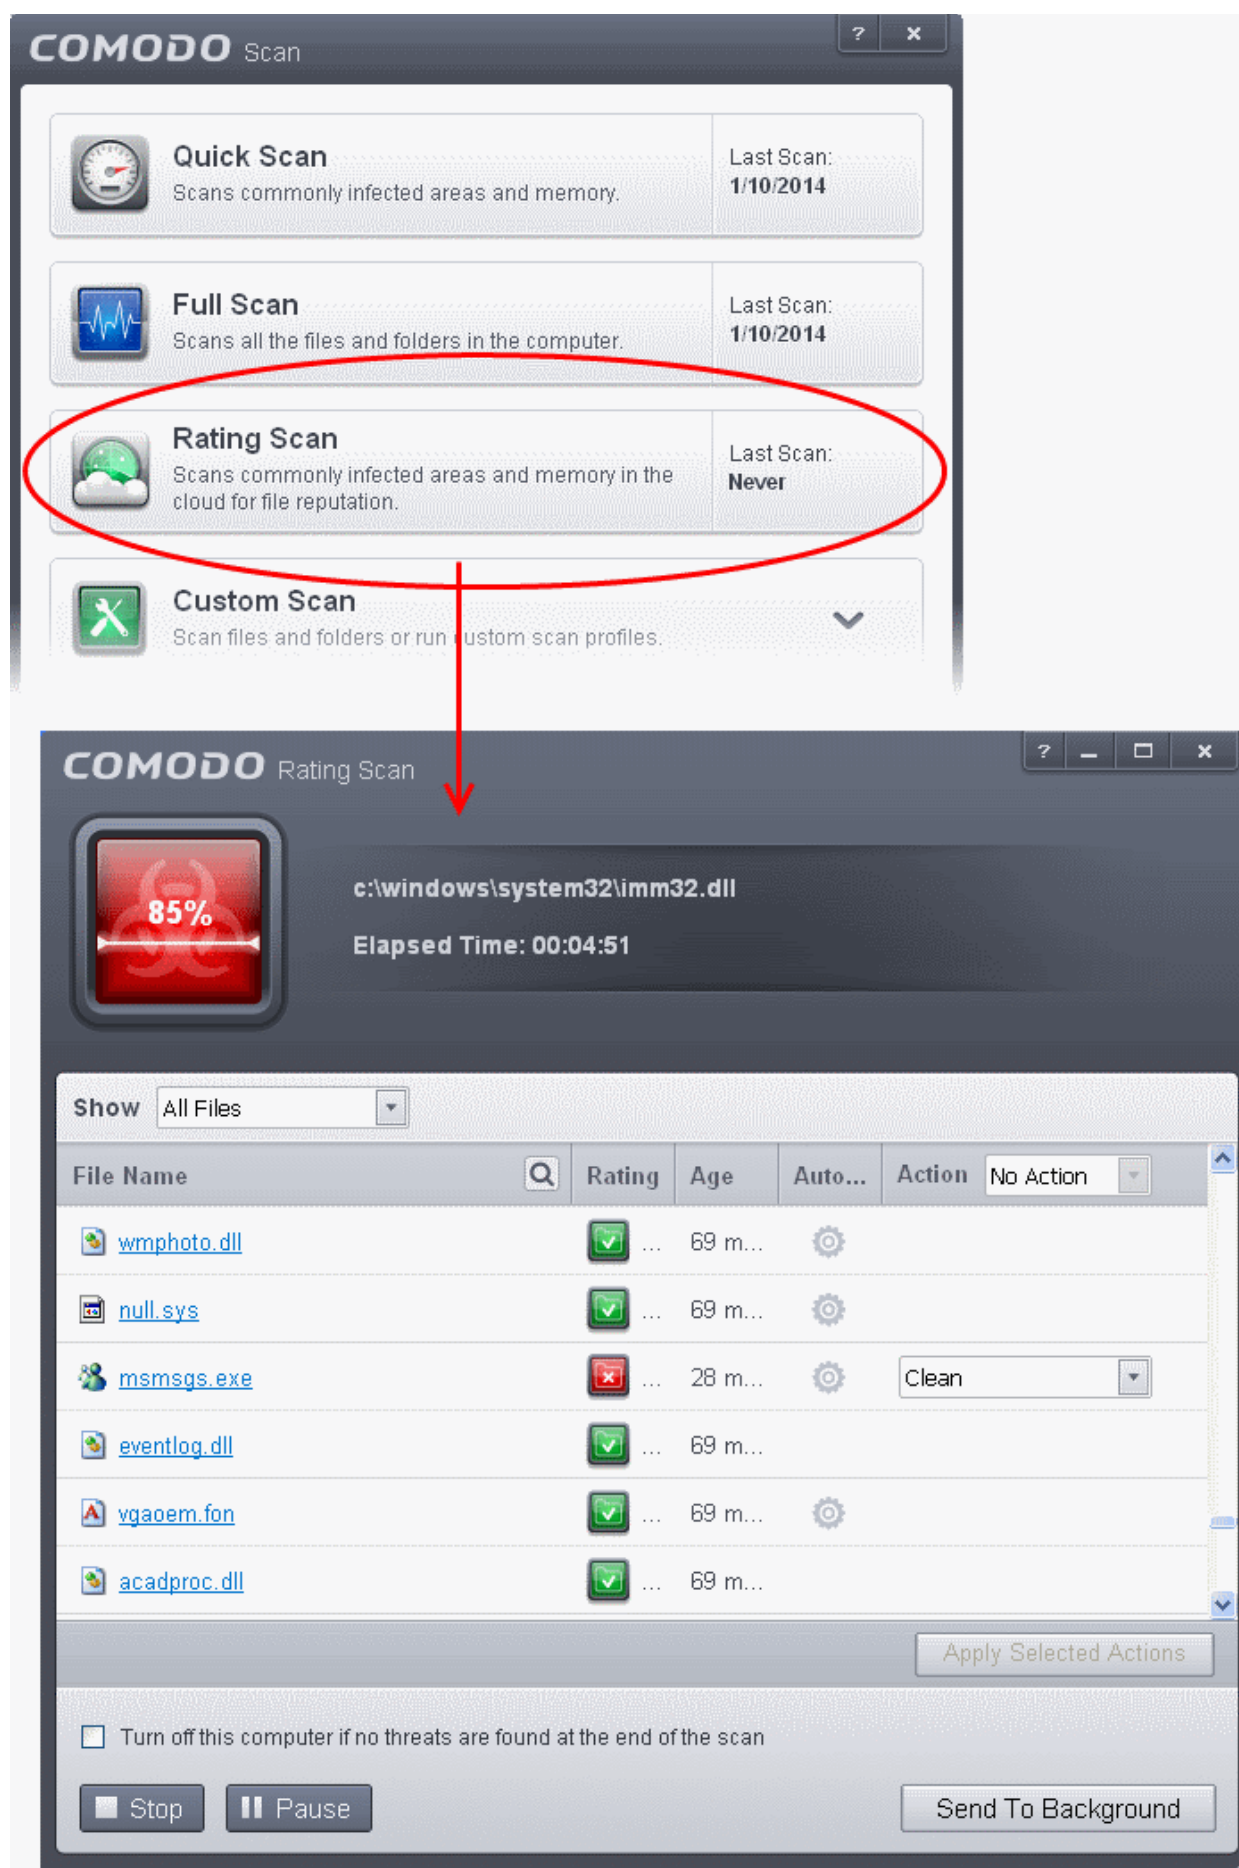 COMODO Scan
? x
Quick Scan
Scans commonly infected areas and memory.
Last Scan:
1/10/2014
Full Scan
Scans all the files and folders in the computer.
Last Scan:
1/10/2014
Rating Scan
Scans commonly infected areas and memory in the
cloud for file reputation.
Last Scan:
Never
Custom Scan
Scan files and folders or run custom scan profiles.
COMODO Rating Scan
? x
85%
c:\windows\system32\imm32.dll
Elapsed Time: 00:04:51
Show All Files
File Name Rating Age Auto... Action No Action
wmphoto.dll ... 69 m...
null.sys ... 69 m...
msmsgs.exe ... 28 m... Clean
eventlog.dll ... 69 m...
vgaoem.fon ... 69 m...
acadproc.dll ... 69 m...
Apply Selected Actions
Turn off this computer if no threats are found at the end of the scan
Stop Pause Send To Background